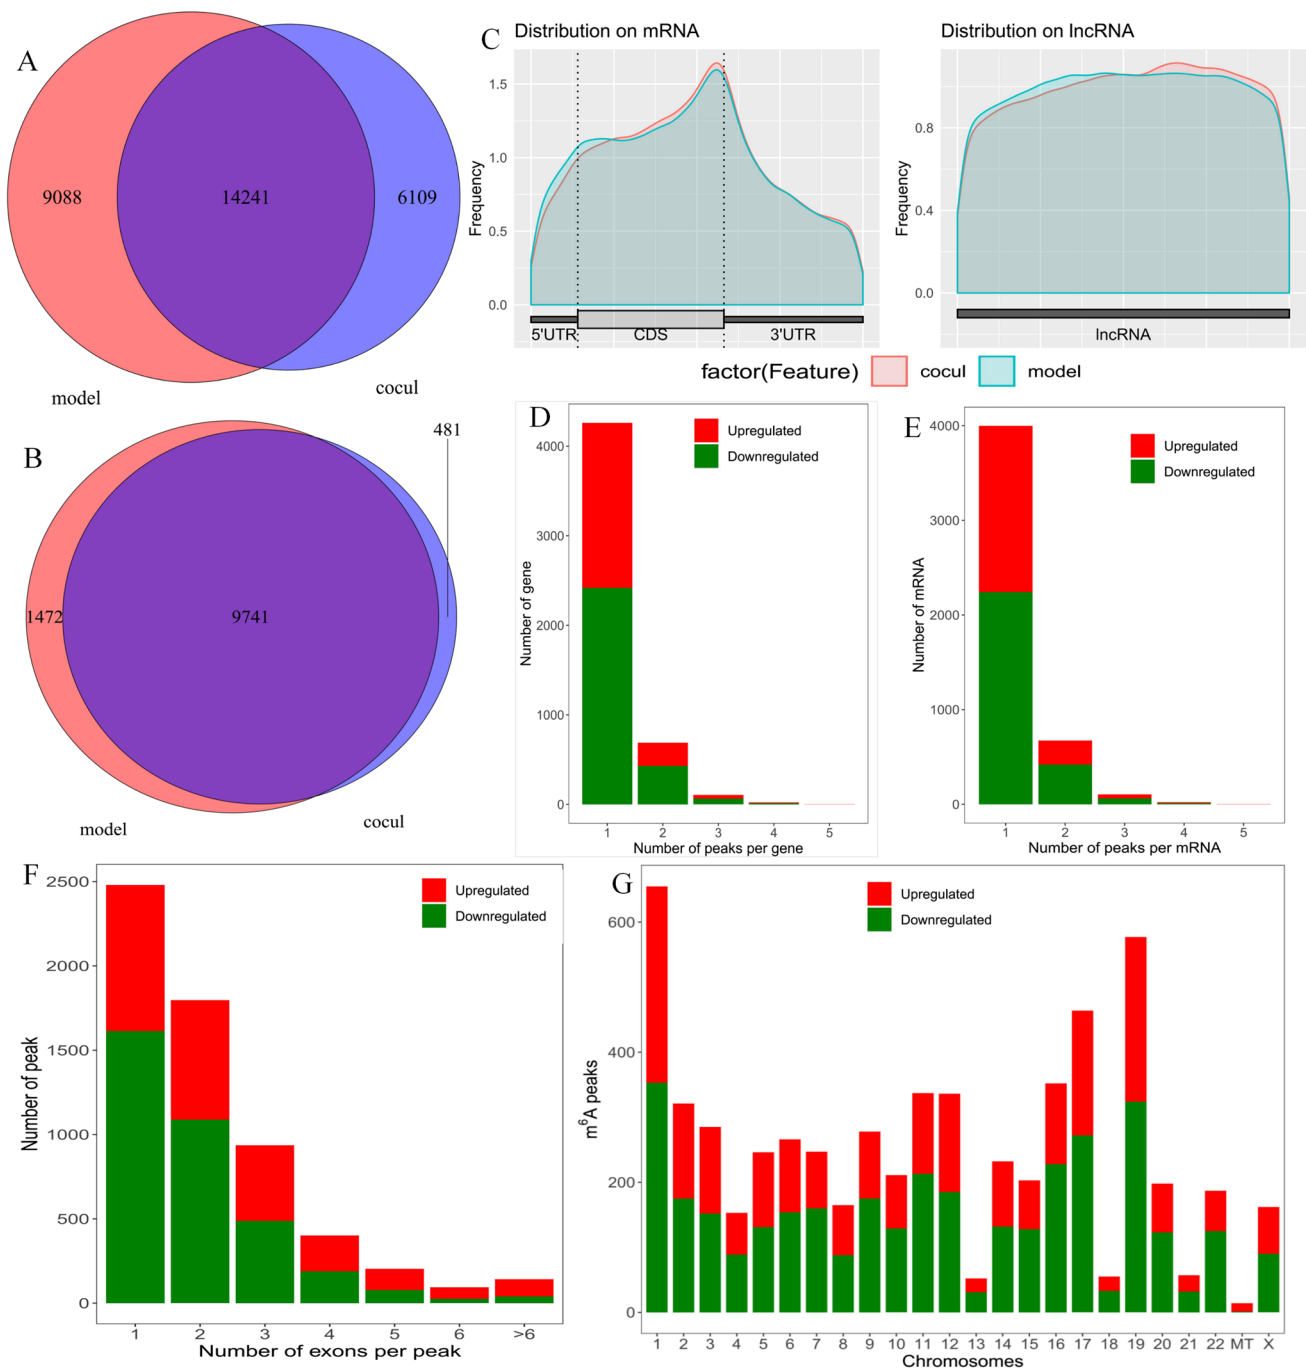 A
9088
14241
6109
model
cocul
B
481
1472
9741
model
cocul
C
Distribution on mRNA
Frequency
1.5
1.0
0.5
0.0
5'UTR
CDS
3'UTR
Distribution on lncRNA
Frequency
0.8
0.4
0.0
lncRNA
factor(Feature)
cocul
model
D
Upregulated
Downregulated
Number of gene
4000
3000
2000
1000
0
1 2 3 4 5
Number of peaks per gene
E
Upregulated
Downregulated
Number of mRNA
4000
3000
2000
1000
0
1 2 3 4 5
Number of peaks per mRNA
F
Upregulated
Downregulated
Number of peak
2500
2000
1500
1000
500
0
1 2 3 4 5 6 >6
Number of exons per peak
G
Upregulated
Downregulated
m⁶A peaks
600
400
200
0
1 2 3 4 5 6 7 8 9 10 11 12 13 14 15 16 17 18 19 20 21 22 MT X
Chromosomes